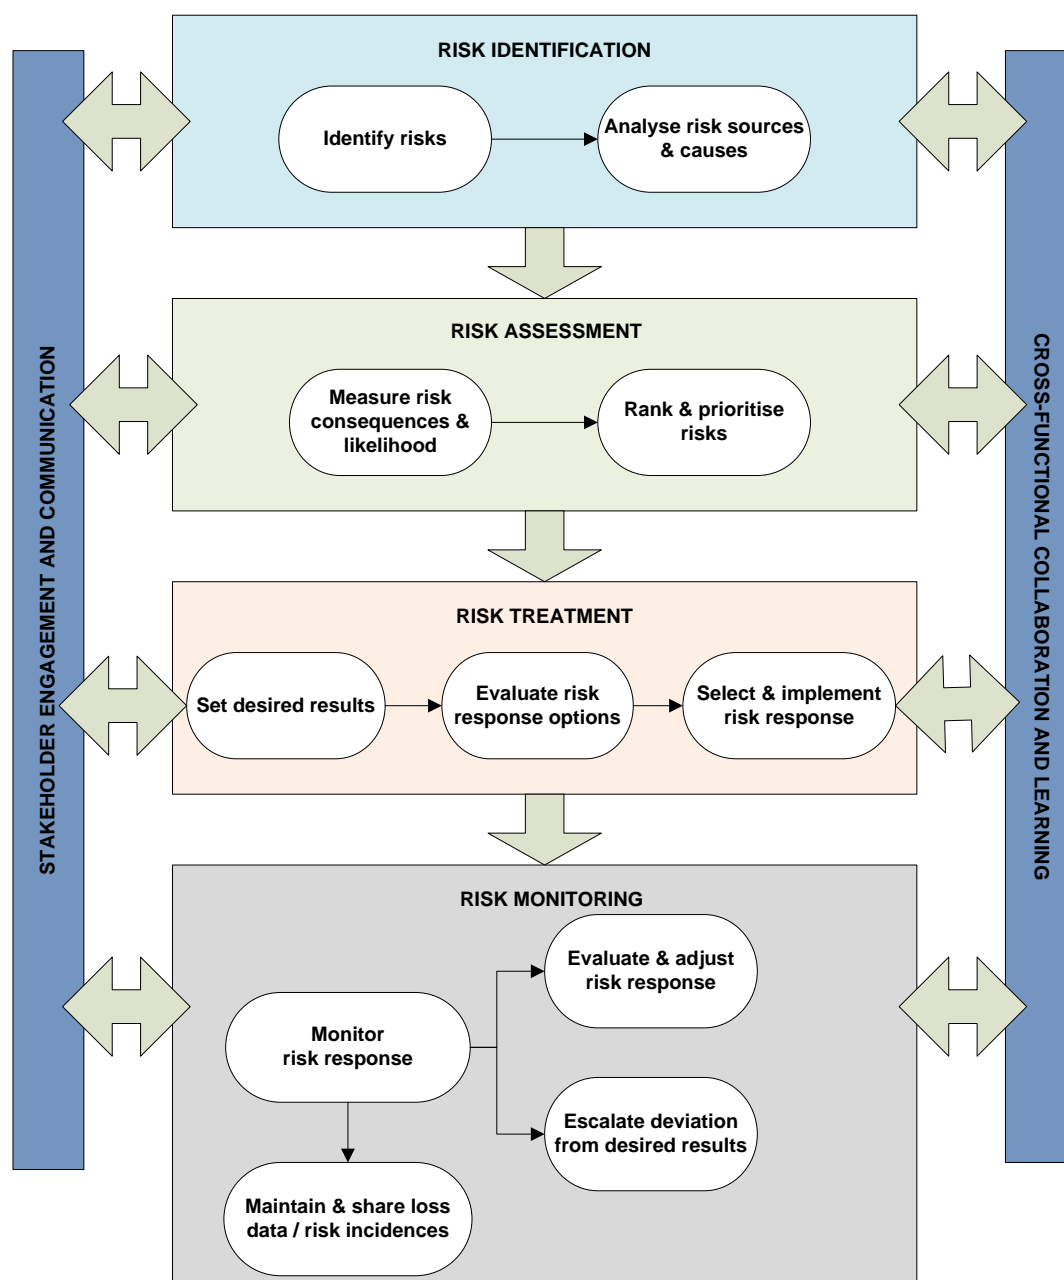 RISK IDENTIFICATION
Identify risks
Analyse risk sources
& causes
RISK ASSESSMENT
Measure risk
consequences &
likelihood
Rank & prioritise
risks
RISK TREATMENT
Set desired results
Evaluate risk
response options
Select & implement
risk response
RISK MONITORING
Evaluate & adjust
risk response
Monitor
risk response
Escalate deviation
from desired results
Maintain & share loss
data / risk incidences
STAKEHOLDER ENGAGEMENT AND COMMUNICATION
CROSS-FUNCTIONAL COLLABORATION AND LEARNING